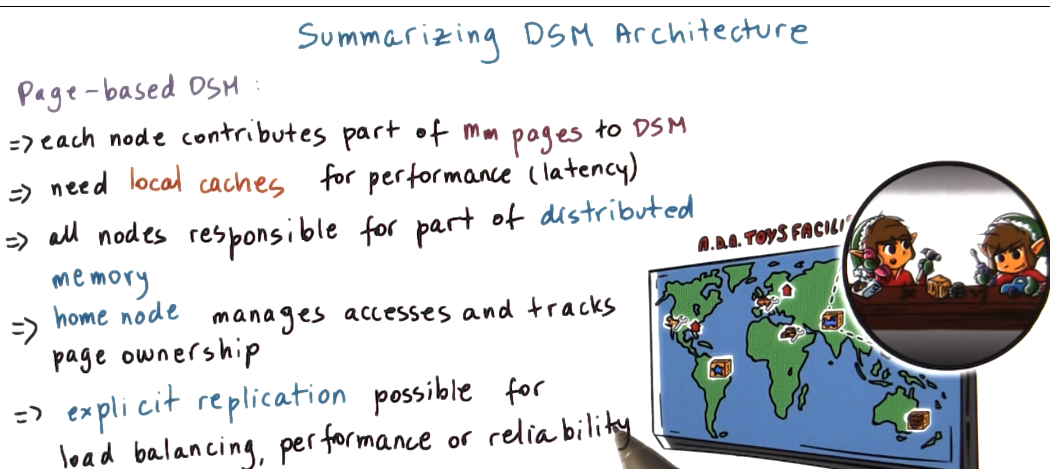 Summarizing DSM Architecture
Page-based DSM :
=> each node contributes part of mm pages to DSM
=> need local caches for performance (latency)
=> all nodes responsible for part of distributed
memory
=> home node manages accesses and tracks
page ownership
=> explicit replication possible for
load balancing, performance or reliability
TOYS FACILI